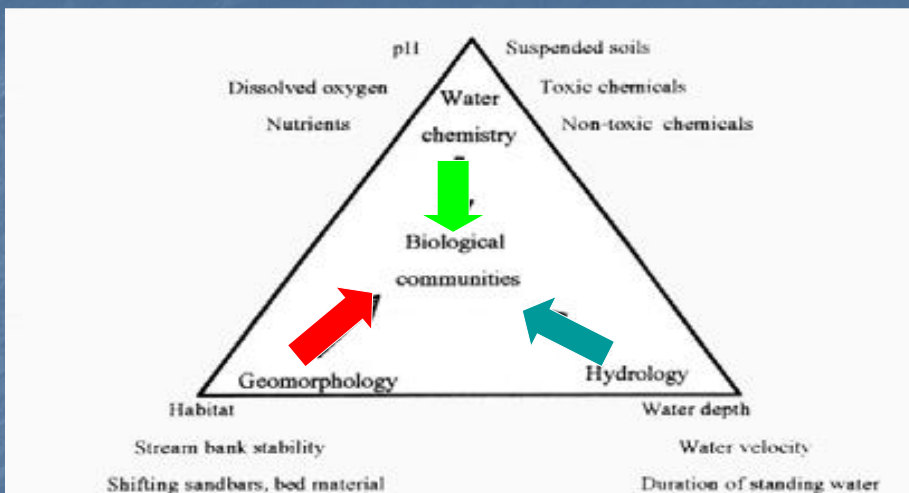 pH
Suspended soils
Dissolved oxygen
Toxic chemicals
Nutrients
Non-toxic chemicals
Water
chemistry
Biological
communities
Geomorphology
Hydrology
Habitat
Water depth
Stream bank stability
Water velocity
Shifting sandbars, bed material
Duration of standing water